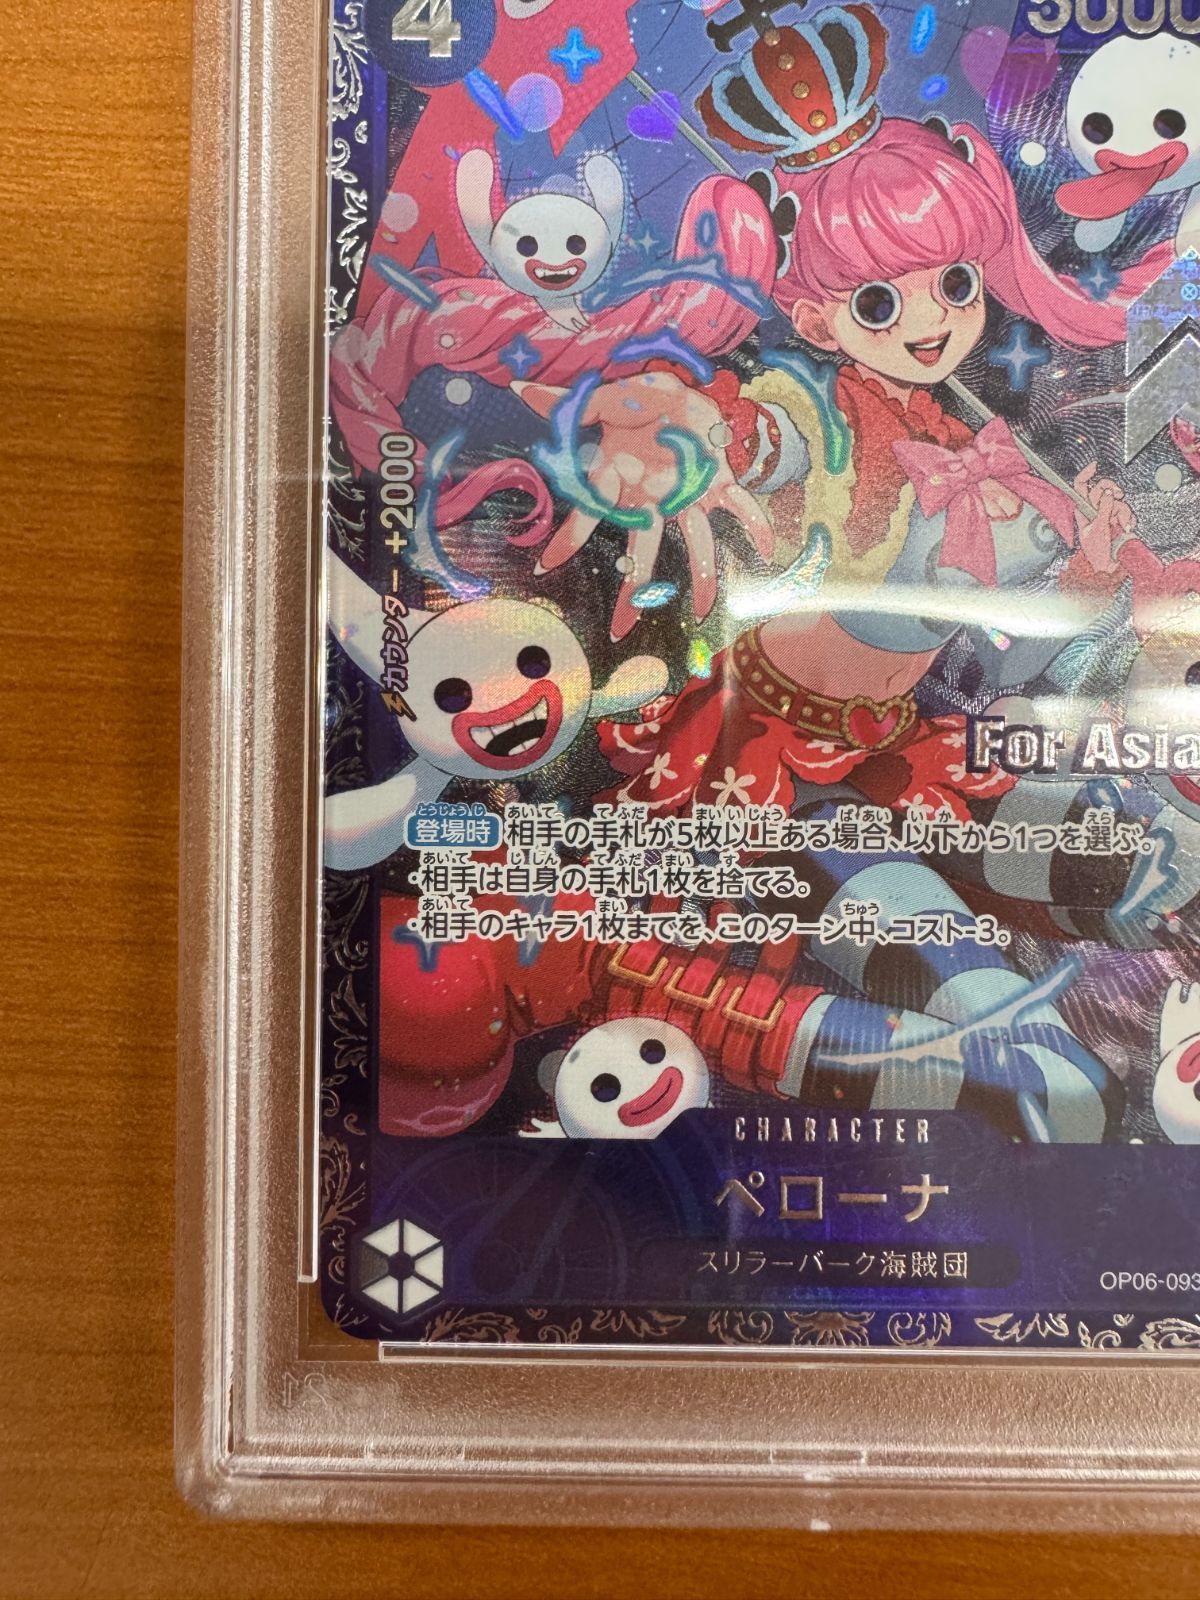 4
5000
カウンター +2000
For Asia
登場時 相手の手札が5枚以上ある場合、以下から1つを選ぶ。
・相手は自身の手札1枚を捨てる。
・相手のキャラ1枚までを、このターン中、コスト-3。
CHARACTER
ペローナ
スリラーバーク海賊団
OP06-093